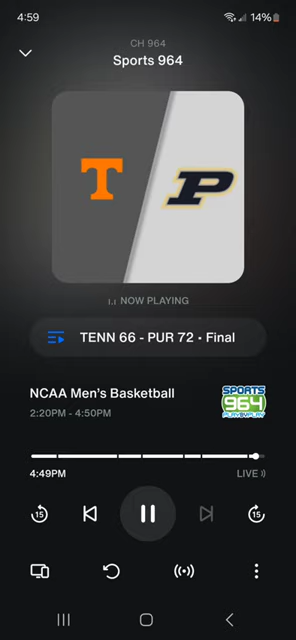 4:59
14%
CH 964
Sports 964
T P
NOW PLAYING
TENN 66 - PUR 72 • Final
NCAA Men's Basketball
2:20PM - 4:50PM
SPORTS
964
PLAY BY PLAY
4:49PM
LIVE
15
15